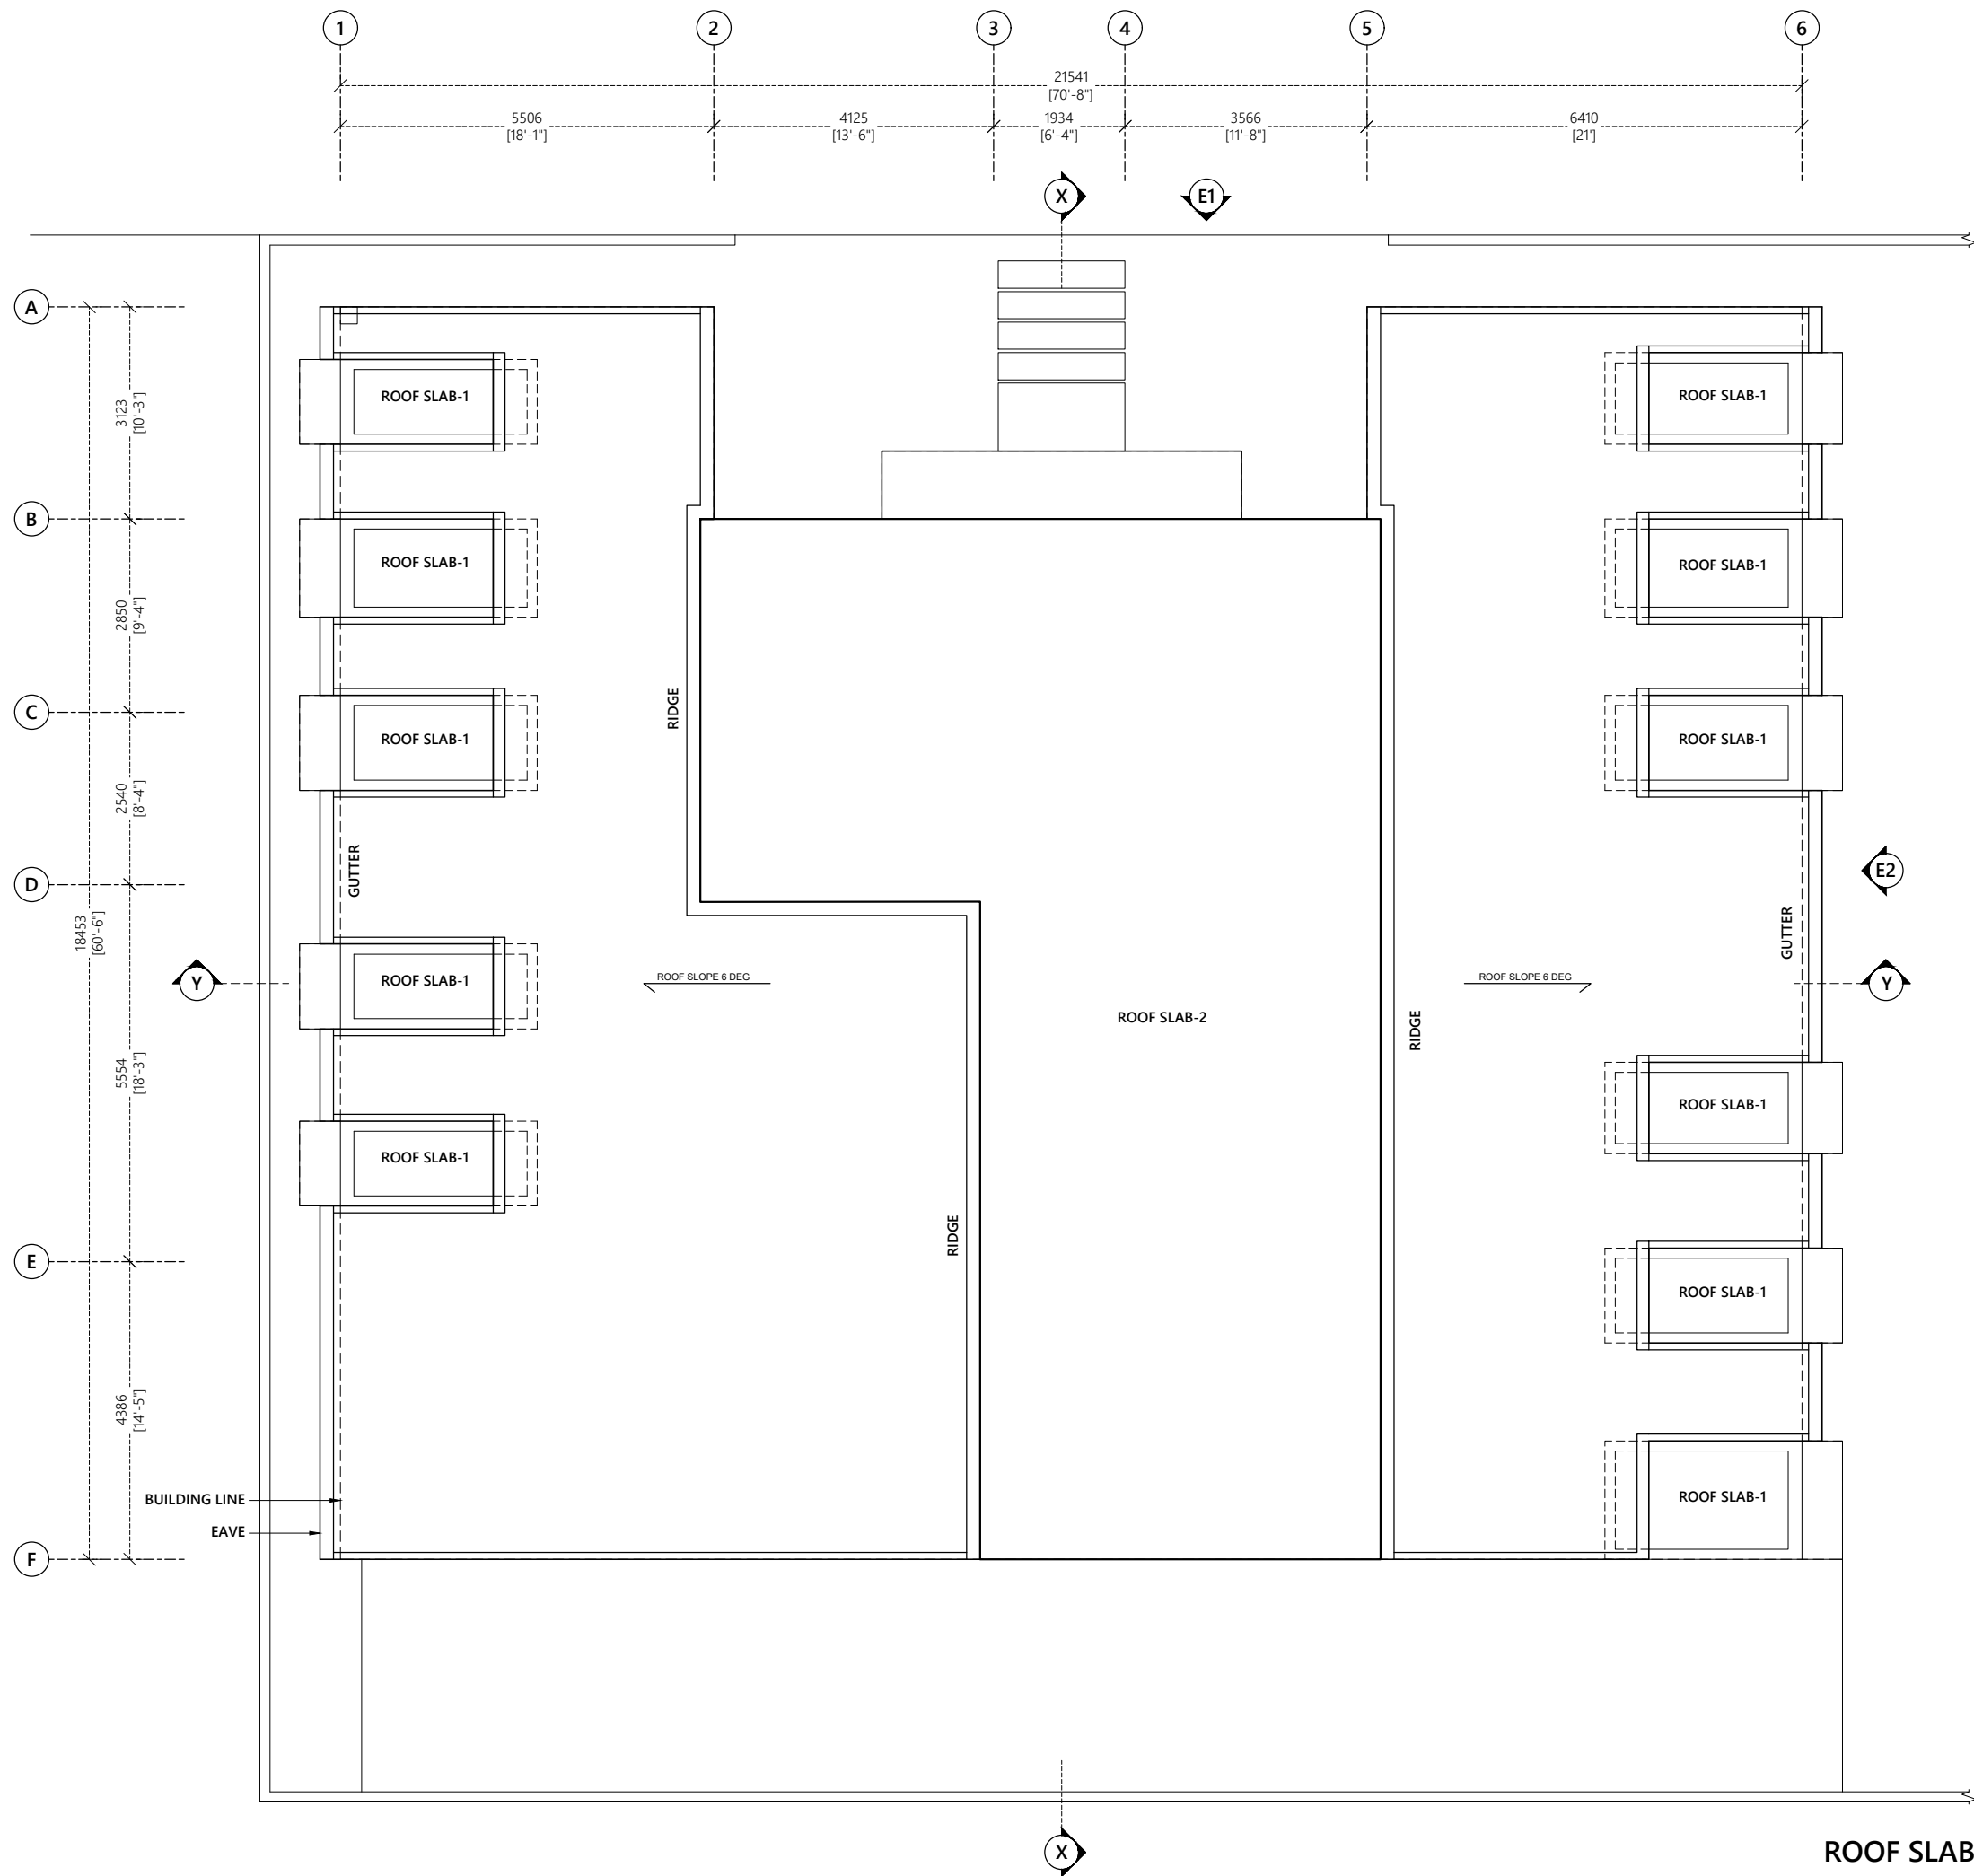 1
2
3
4
5
6
21541
[70'-8"]
5506
[18'-1"]
4125
[13'-6"]
1934
[6'-4"]
3566
[11'-8"]
6410
[21']
X
E1
A
3123
[10'-3"]
ROOF SLAB-1
ROOF SLAB-1
B
ROOF SLAB-1
ROOF SLAB-1
2850
[9'-4"]
C
RIDGE
ROOF SLAB-1
ROOF SLAB-1
2540
[8'-4"]
GUTTER
E2
D
18453
[60'-6"]
GUTTER
Y
ROOF SLAB-1
ROOF SLOPE 6 DEG
ROOF SLOPE 6 DEG
Y
ROOF SLAB-2
RIDGE
5554
[18'-3"]
ROOF SLAB-1
ROOF SLAB-1
RIDGE
E
ROOF SLAB-1
4386
[14'-5"]
BUILDING LINE
ROOF SLAB-1
EAVE
F
X
ROOF SLAB